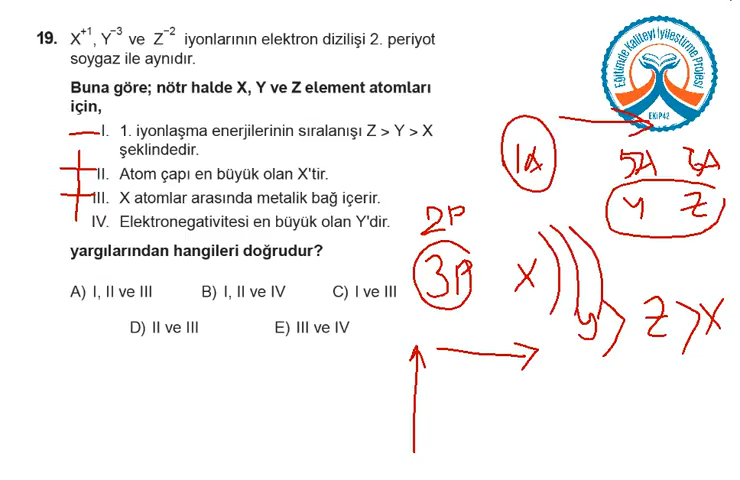 19. X⁺¹, Y⁻³ ve Z⁻² iyonlarının elektron dizilişi 2. periyot
soygaz ile aynıdır.
Buna göre; nötr halde X, Y ve Z element atomları
için,
I. 1. iyonlaşma enerjilerinin sıralanışı Z > Y > X
şeklindedir.
II. Atom çapı en büyük olan X'tir.
III. X atomlar arasında metalik bağ içerir.
IV. Elektronegativitesi en büyük olan Y'dir.
yargılarından hangileri doğrudur?
A) I, II ve III B) I, II ve IV C) I ve III
D) II ve III E) III ve IV
Eğitimde Kaliteyi İyileştirme Projesi
EKİP42
1A
5A 6A
Y Z
2P
3P
X
Y > Z > X